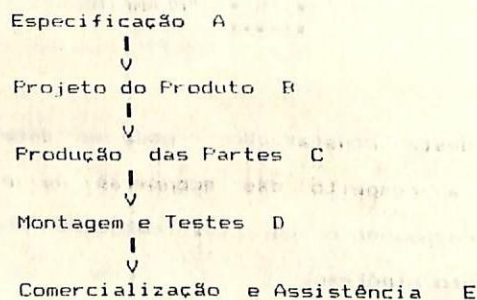 Especificação A
Projeto do Produto B
Produção das Partes C
Montagem e Testes D
Comercialização e Assistência E